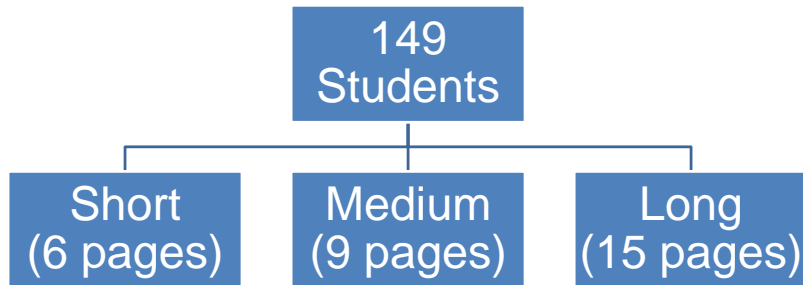 149
Students
Short
(6 pages)
Medium
(9 pages)
Long
(15 pages)